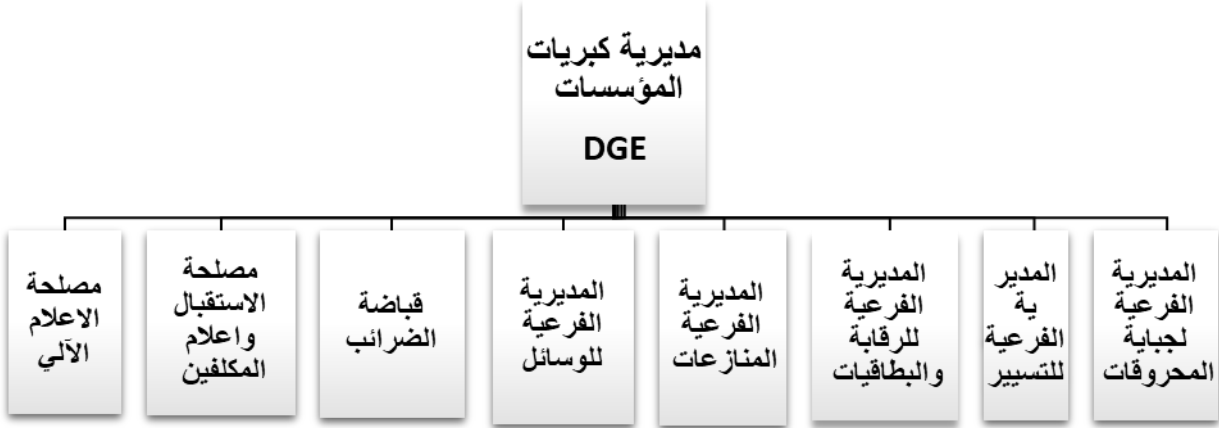 مديرية كبريات
المؤسسات
DGE
المديرية
الفرعية
لجباية
المحروقات
المدير
ية
الفرعية
للتسيير
المديرية
الفرعية
للرقابة
والبطاقيات
المديرية
الفرعية
المنازعات
المديرية
الفرعية
للوسائل
قباضة
الضرائب
مصلحة
الاستقبال
واعلام
المكلفين
مصلحة
الاعلام
الآلي